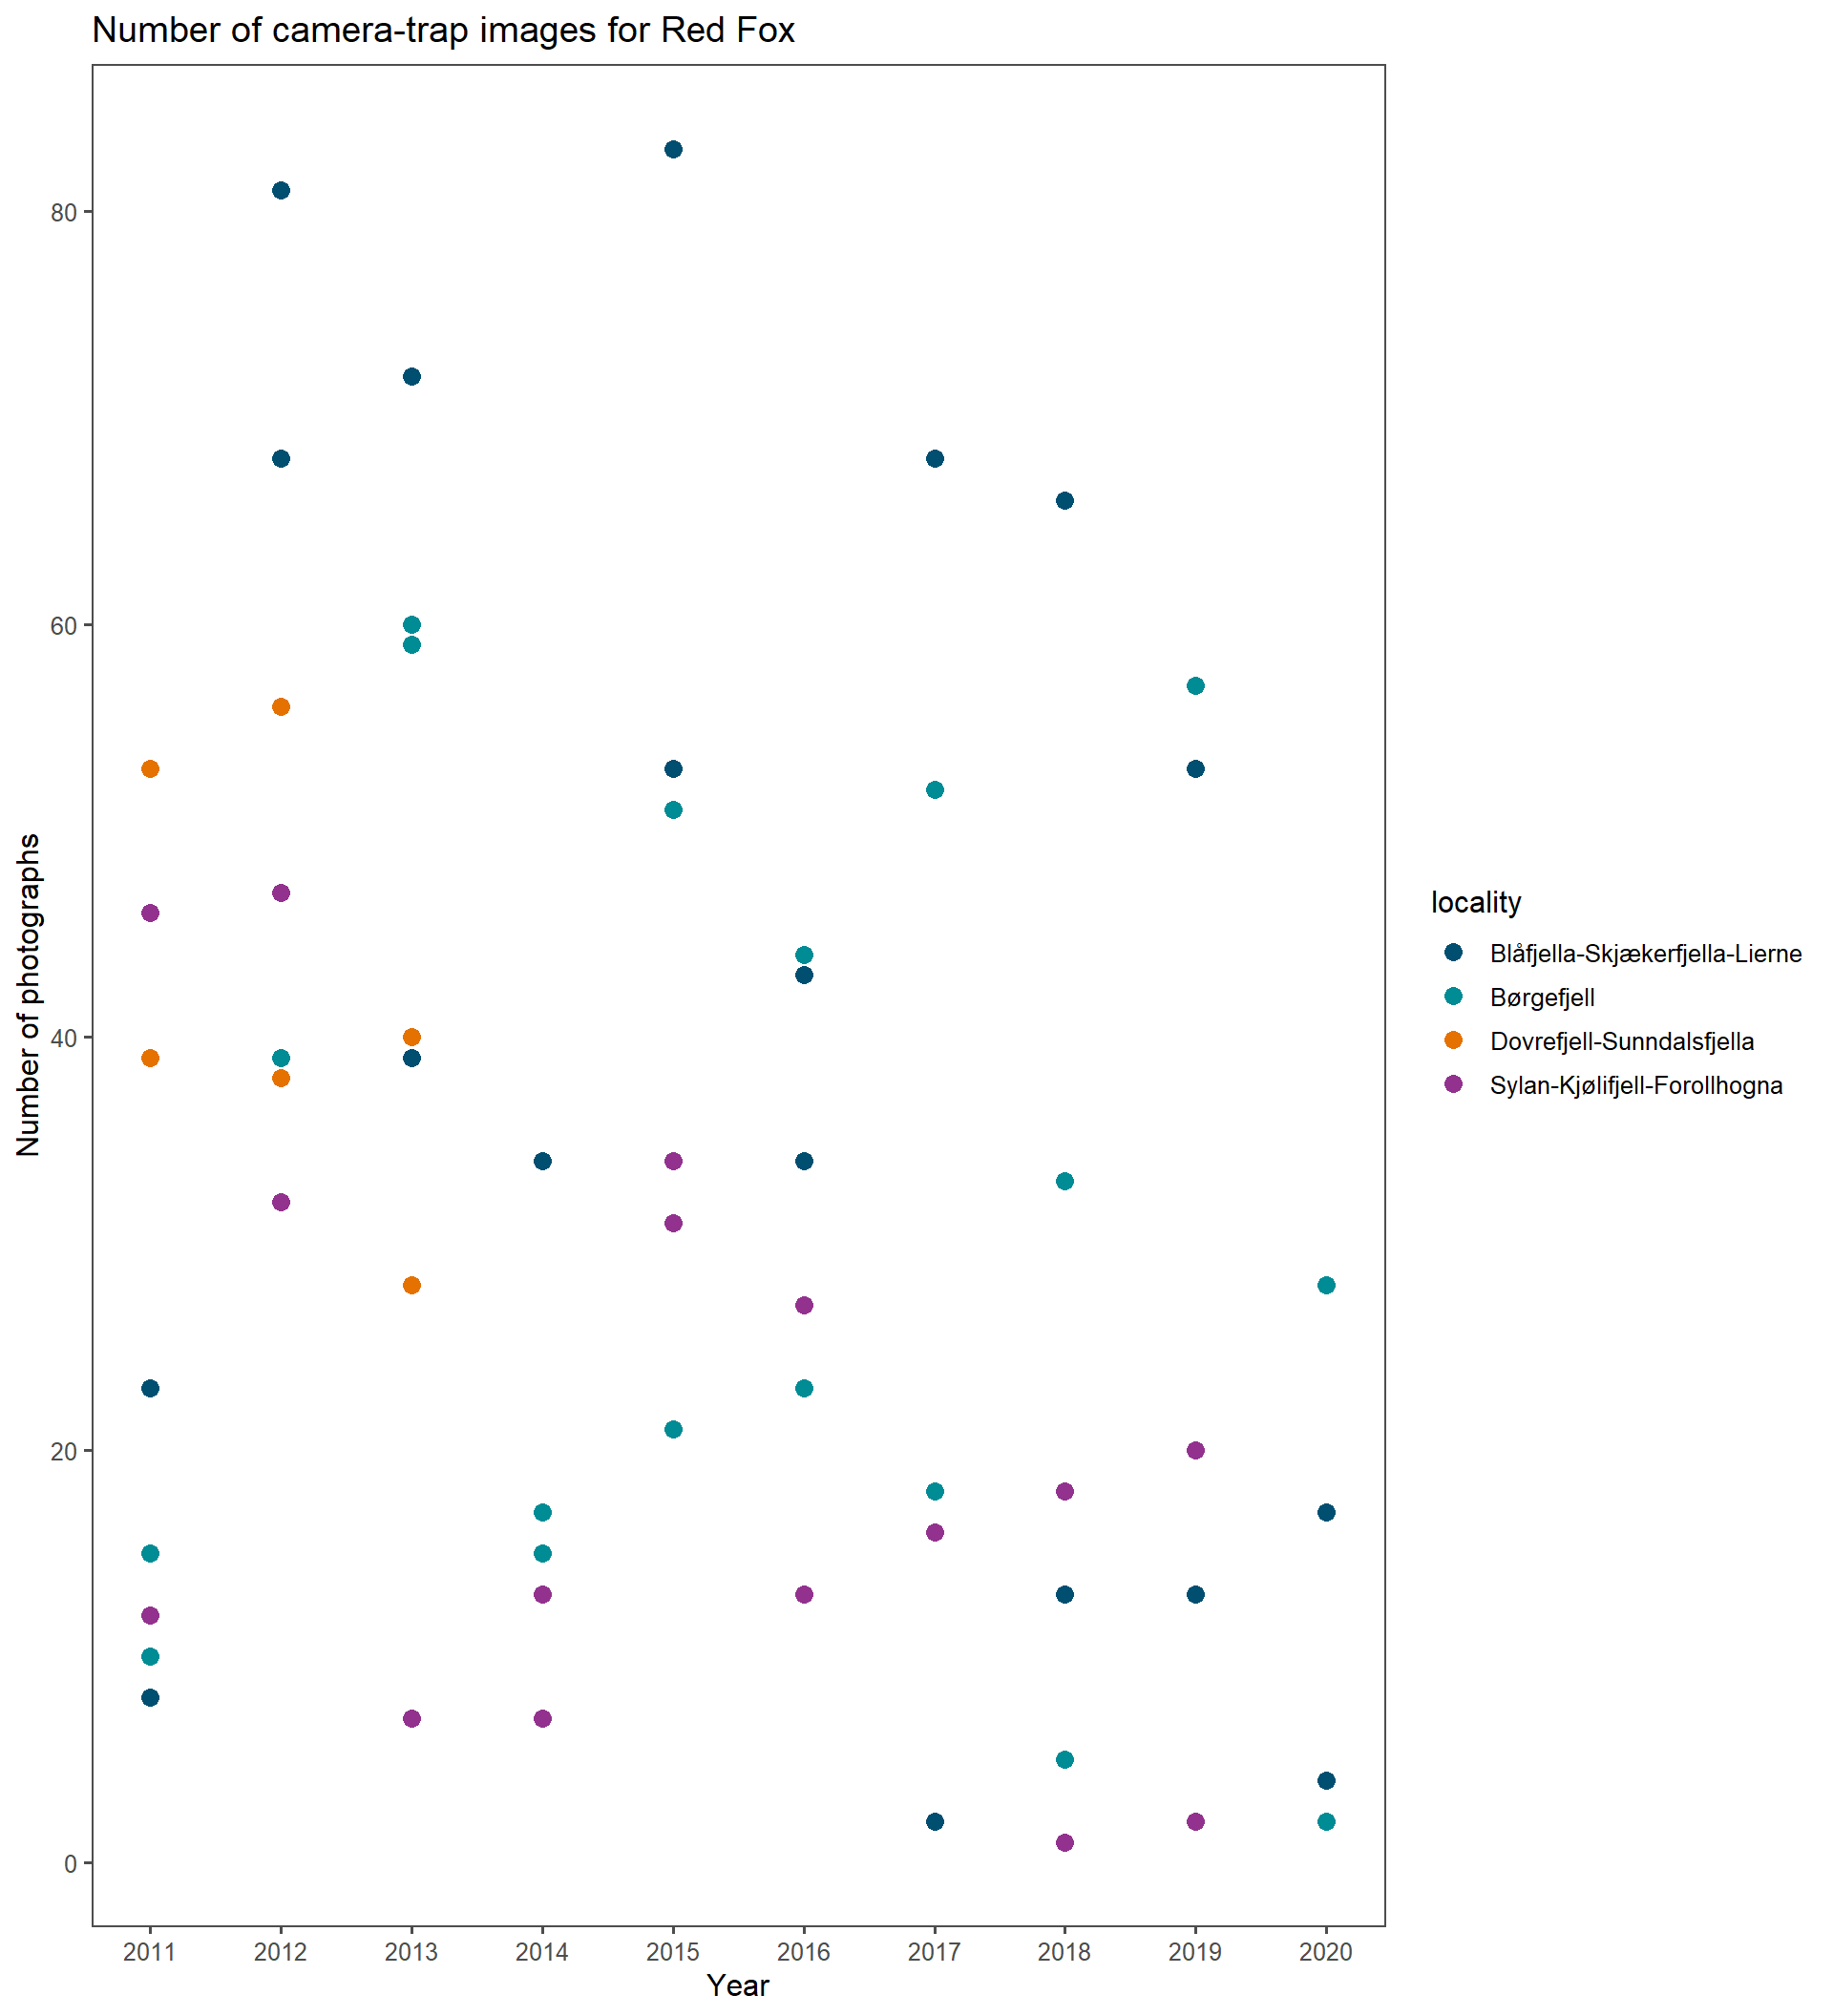 Number of camera-trap images for Red Fox
80
60
40
20
0
Number of photographs
2011 2012 2013 2014 2015 2016 2017 2018 2019 2020
Year
locality
Blåfjella-Skjækerfjella-Lierne
Børgefjell
Dovrefjell-Sunndalsfjella
Sylan-Kjølifjell-Forollhogna